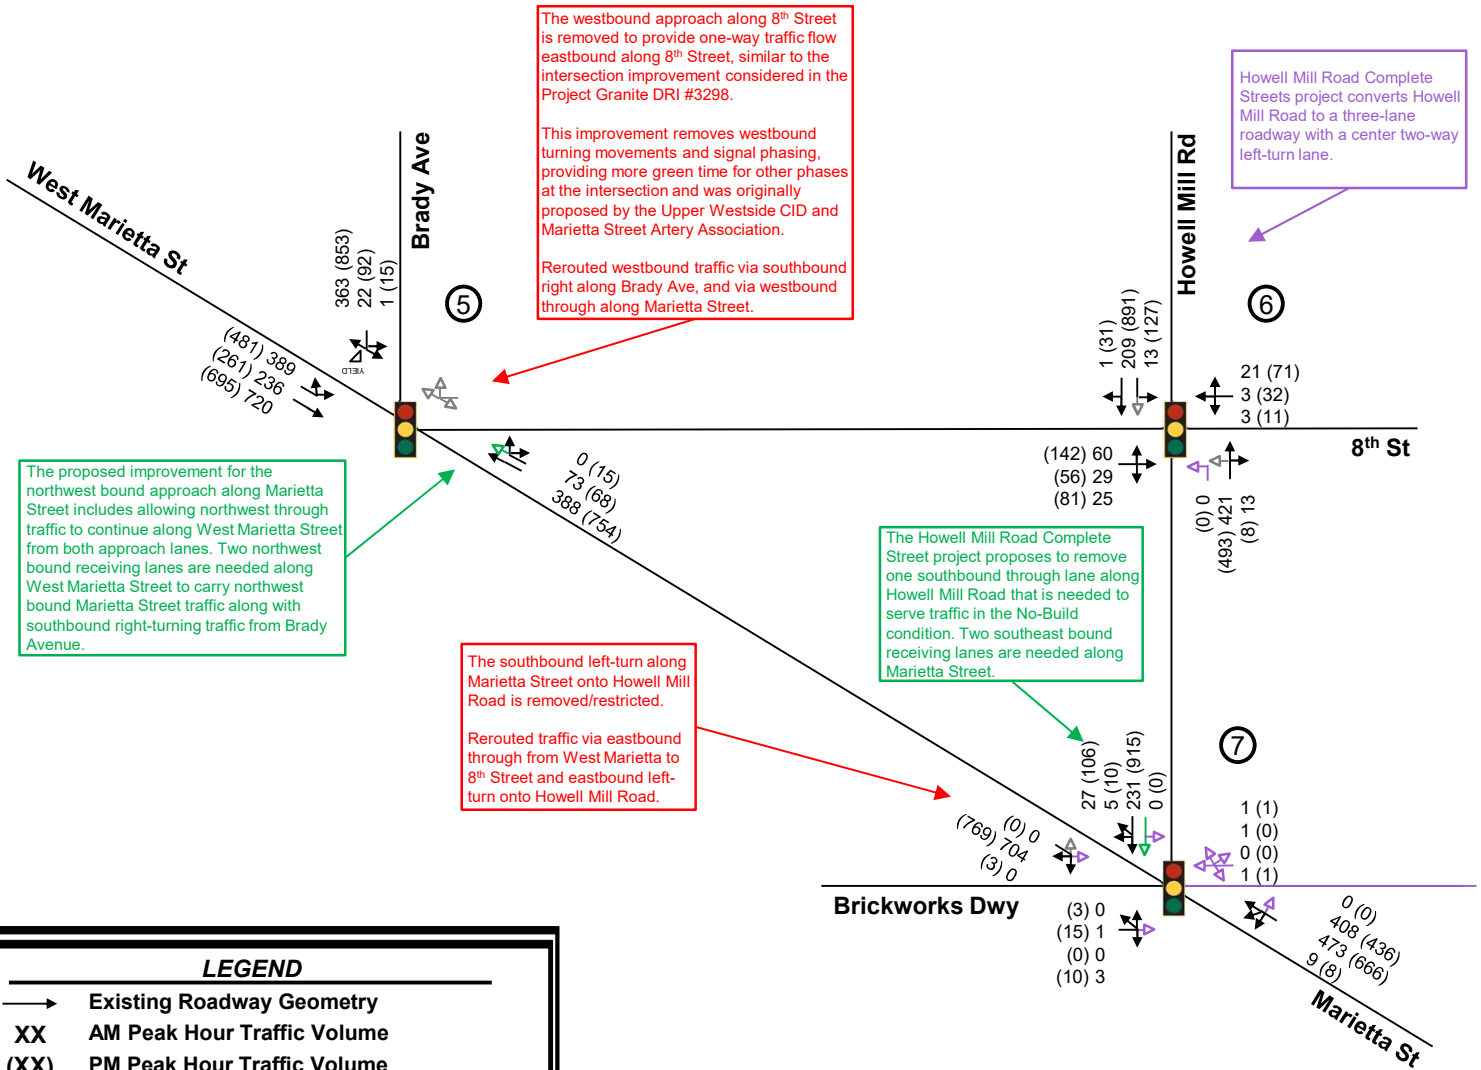 The westbound approach along 8th Street
is removed to provide one-way traffic flow
eastbound along 8th Street, similar to the
intersection improvement considered in the
Project Granite DRI #3298.
This improvement removes westbound
turning movements and signal phasing,
providing more green time for other phases
at the intersection and was originally
proposed by the Upper Westside CID and
Marietta Street Artery Association.
Rerouted westbound traffic via southbound
right along Brady Ave, and via westbound
through along Marietta Street.
Howell Mill Road Complete
Streets project converts Howell
Mill Road to a three-lane
roadway with a center two-way
left-turn lane.
West Marietta St
Brady Ave
Howell Mill Rd
363 (853)
22 (92)
1 (15)
5
YIELD
(481) 389
(261) 236
(695) 720
6
1 (31)
209 (891)
13 (127)
21 (71)
3 (32)
3 (11)
8th St
(142) 60
(56) 29
(81) 25
(0) 0
(493) 421
(8) 13
0 (15)
73 (68)
388 (754)
The proposed improvement for the
northwest bound approach along Marietta
Street includes allowing northwest through
traffic to continue along West Marietta Street
from both approach lanes. Two northwest
bound receiving lanes are needed along
West Marietta Street to carry northwest
bound Marietta Street traffic along with
southbound right-turning traffic from Brady
Avenue.
The Howell Mill Road Complete
Street project proposes to remove
one southbound through lane along
Howell Mill Road that is needed to
serve traffic in the No-Build
condition. Two southeast bound
receiving lanes are needed along
Marietta Street.
The southbound left-turn along
Marietta Street onto Howell Mill
Road is removed/restricted.
Rerouted traffic via eastbound
through from West Marietta to
8th Street and eastbound left-
turn onto Howell Mill Road.
7
27 (106)
5 (10)
231 (915)
0 (0)
(0) 0
(769) 704
(3) 0
1 (1)
1 (0)
0 (0)
1 (1)
Brickworks Dwy
(3) 0
(15) 1
(0) 0
(10) 3
0 (0)
408 (436)
473 (666)
9 (8)
Marietta St
LEGEND
Existing Roadway Geometry
XX AM Peak Hour Traffic Volume
(XX) PM Peak Hour Traffic Volume